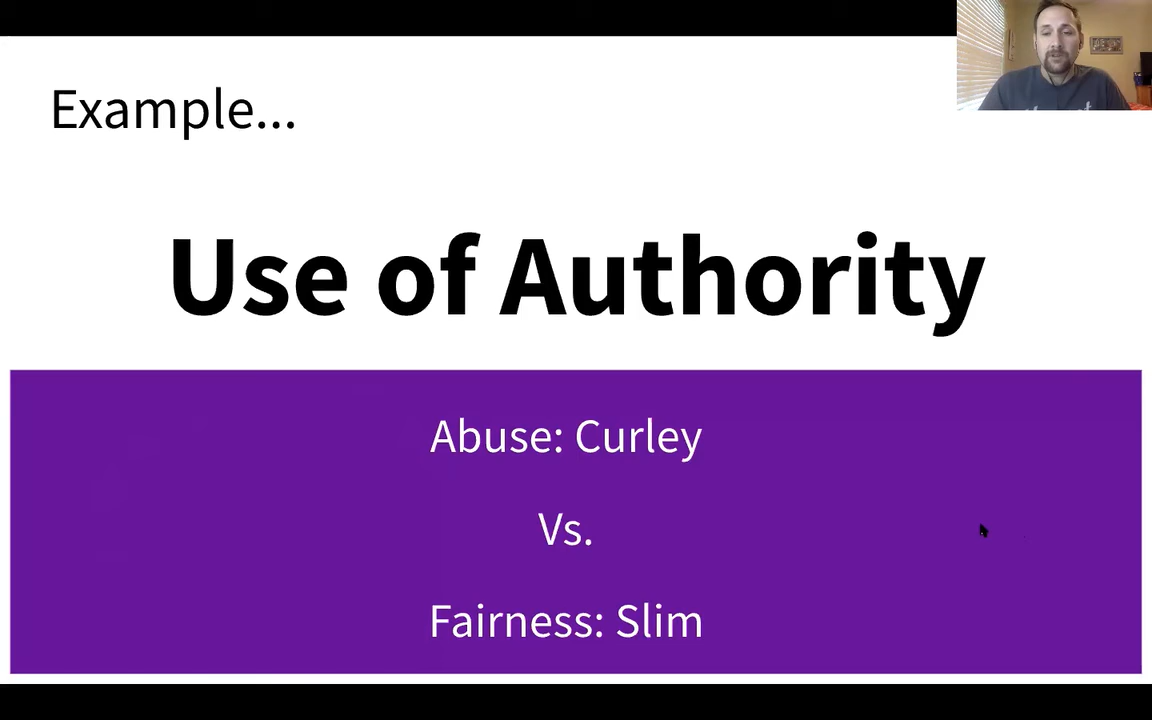 Example...
Use of Authority
Abuse: Curley
Vs.
Fairness: Slim